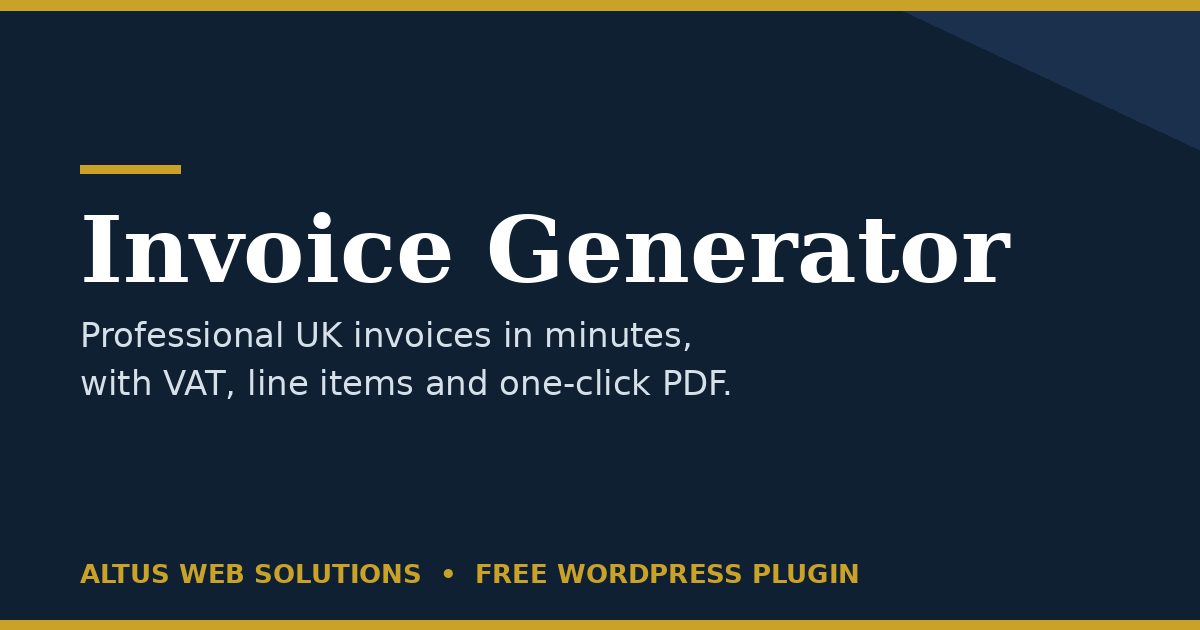 Invoice Generator
Professional UK invoices in minutes,
with VAT, line items and one-click PDF.
ALTUS WEB SOLUTIONS • FREE WORDPRESS PLUGIN